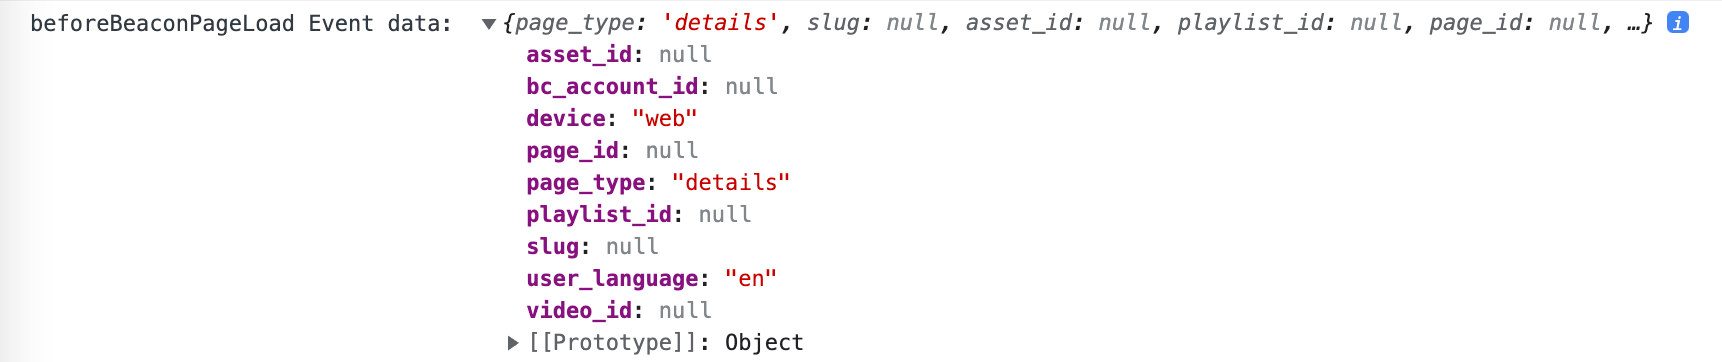 beforeBeaconPageLoad Event data: ▼{page_type: 'details', slug: null, asset_id: null, playlist_id: null, page_id: null, …} i
asset_id: null
bc_account_id: null
device: "web"
page_id: null
page_type: "details"
playlist_id: null
slug: null
user_language: "en"
video_id: null
▶[[Prototype]]: Object